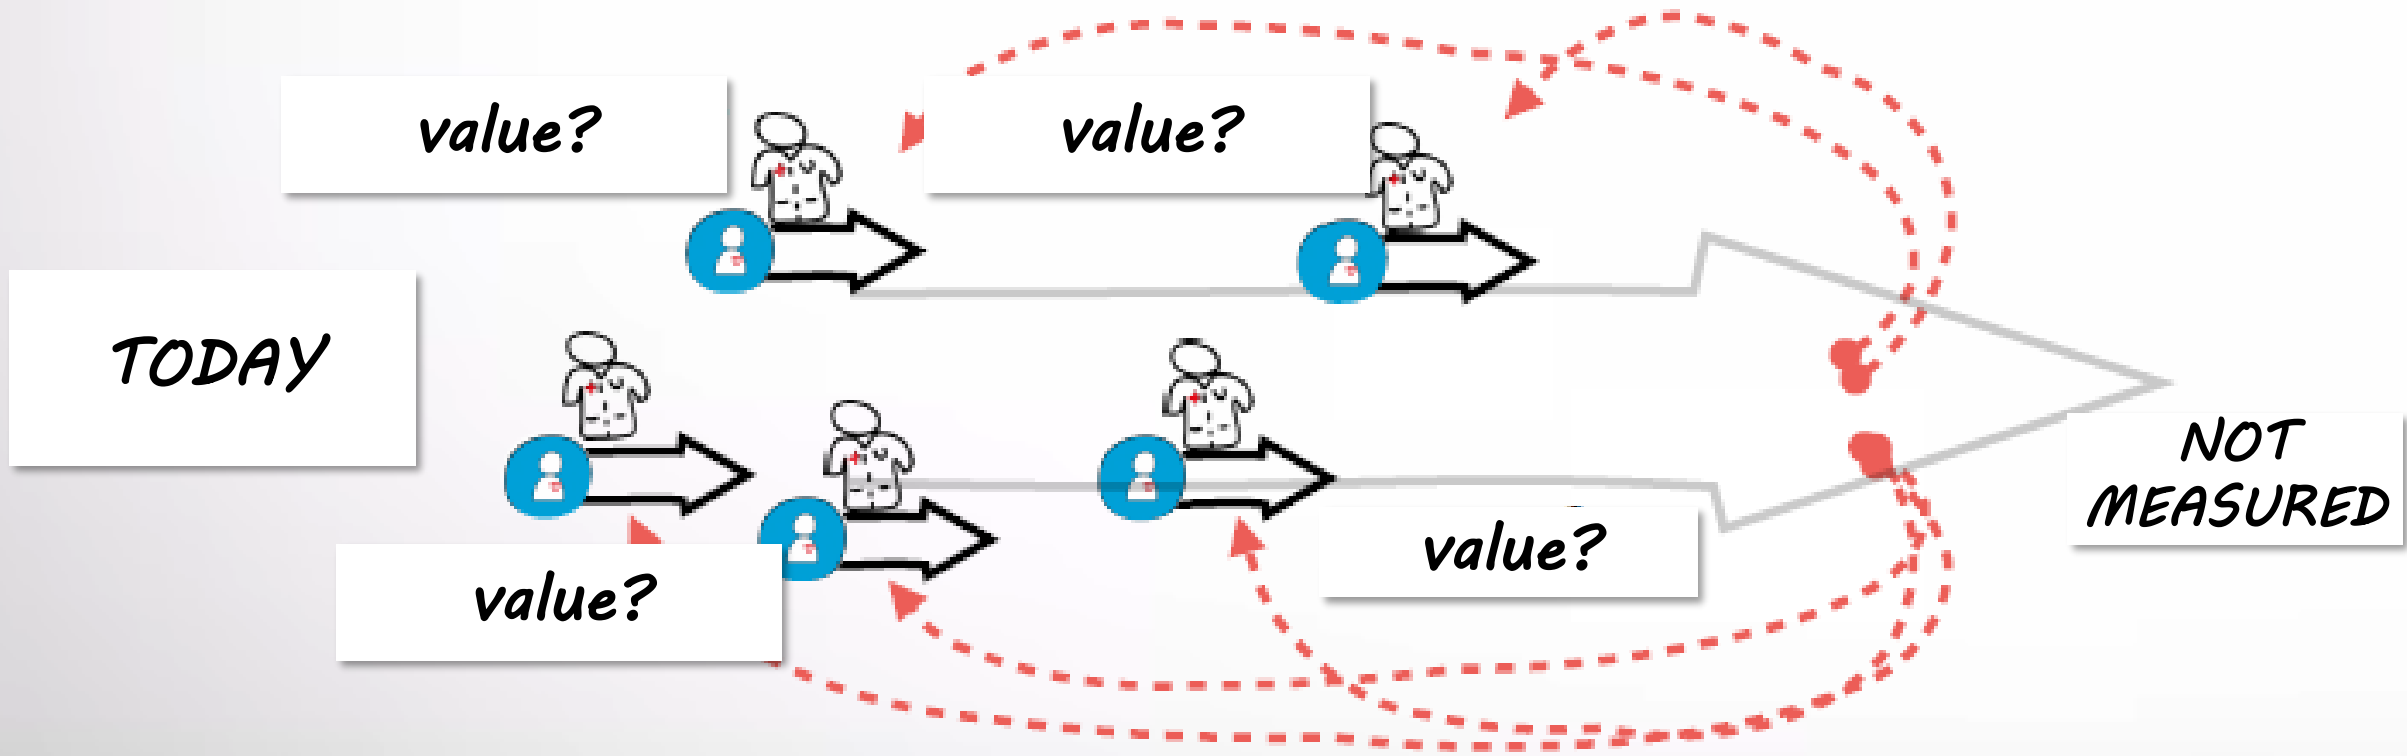 value?
value?
TODAY
NOT
MEASURED
value?
value?